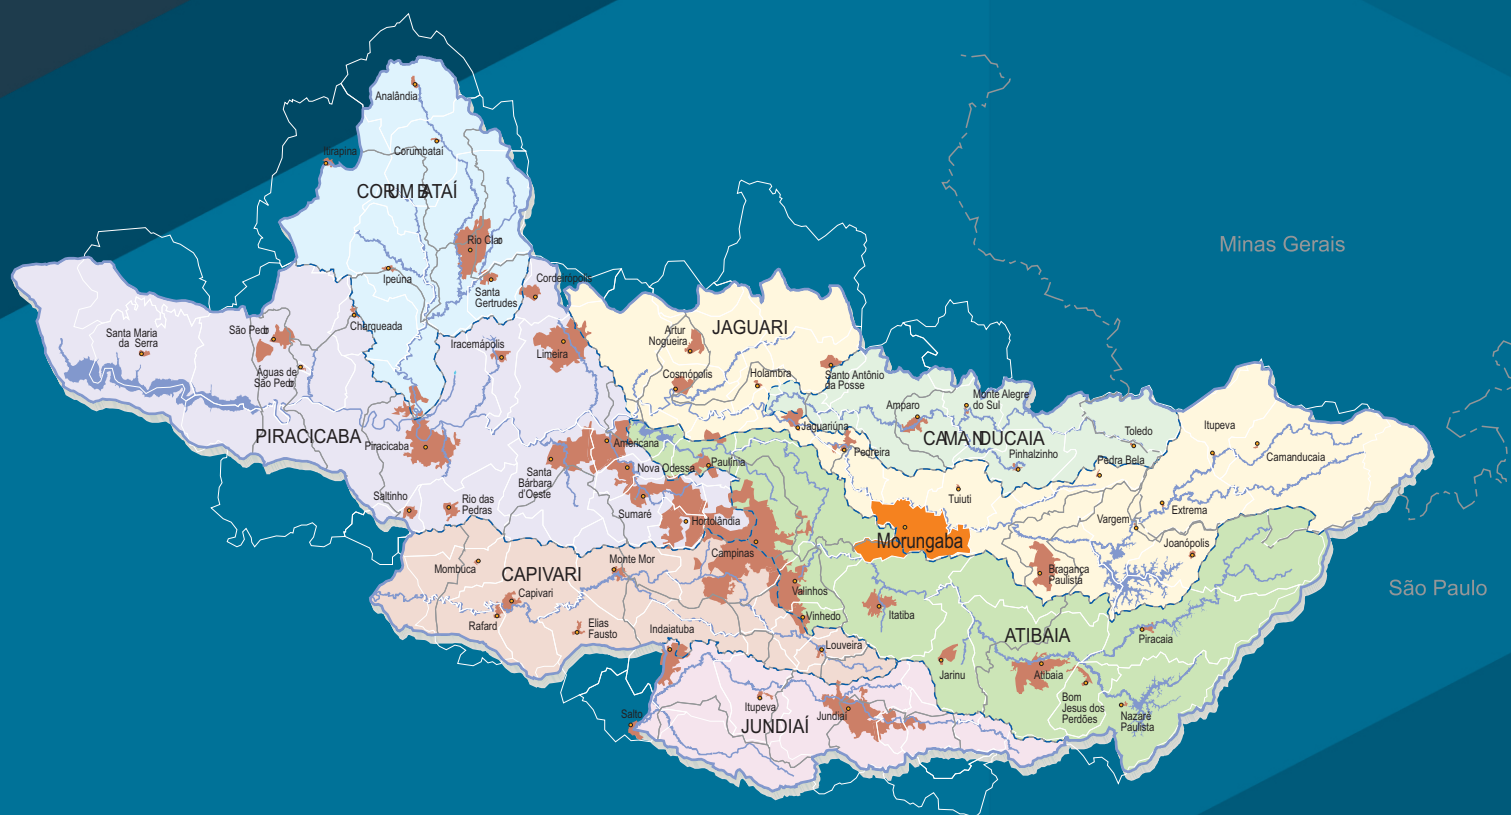 Analândia
Corumbataí
Itirapina
CORUMBATAÍ
Rio Claro
Minas Gerais
Ipeúna
Santa
Gertrudes
Cordeirópolis
Charqueada
São Pedro
Santa Maria
da Serra
Águas de
São Pedro
Iracemápolis
Limeira
Artur
Nogueira
JAGUARI
Cosmópolis
Holambra
Santo Antônio
da Posse
Monte Alegre
do Sul
Amparo
Jaguariúna
CAMANDUCAIA
Pinhalzinho
Toledo
Pedra Bela
Itupeva
Camanducaia
PIRACICABA
Piracicaba
Americana
Nova Odessa
Paulínia
Pedreira
Santa
Bárbara
d'Oeste
Sumaré
Hortolândia
Saltinho
Rio das
Pedras
Tuiuti
Vargem
Extrema
Joanópolis
Morungaba
Campinas
Bragança
Paulista
São Paulo
Mombuca
CAPIVARI
Monte Mor
Capivari
Rafard
Elias
Fausto
Indaiatuba
Valinhos
Vinhedo
Louveira
Itatiba
ATIBAIA
Piracaia
Jarinu
Atibaia
Bom
Jesus dos
Perdões
Nazaré
Paulista
Salto
Itupeva
Jundiaí
JUNDIAÍ